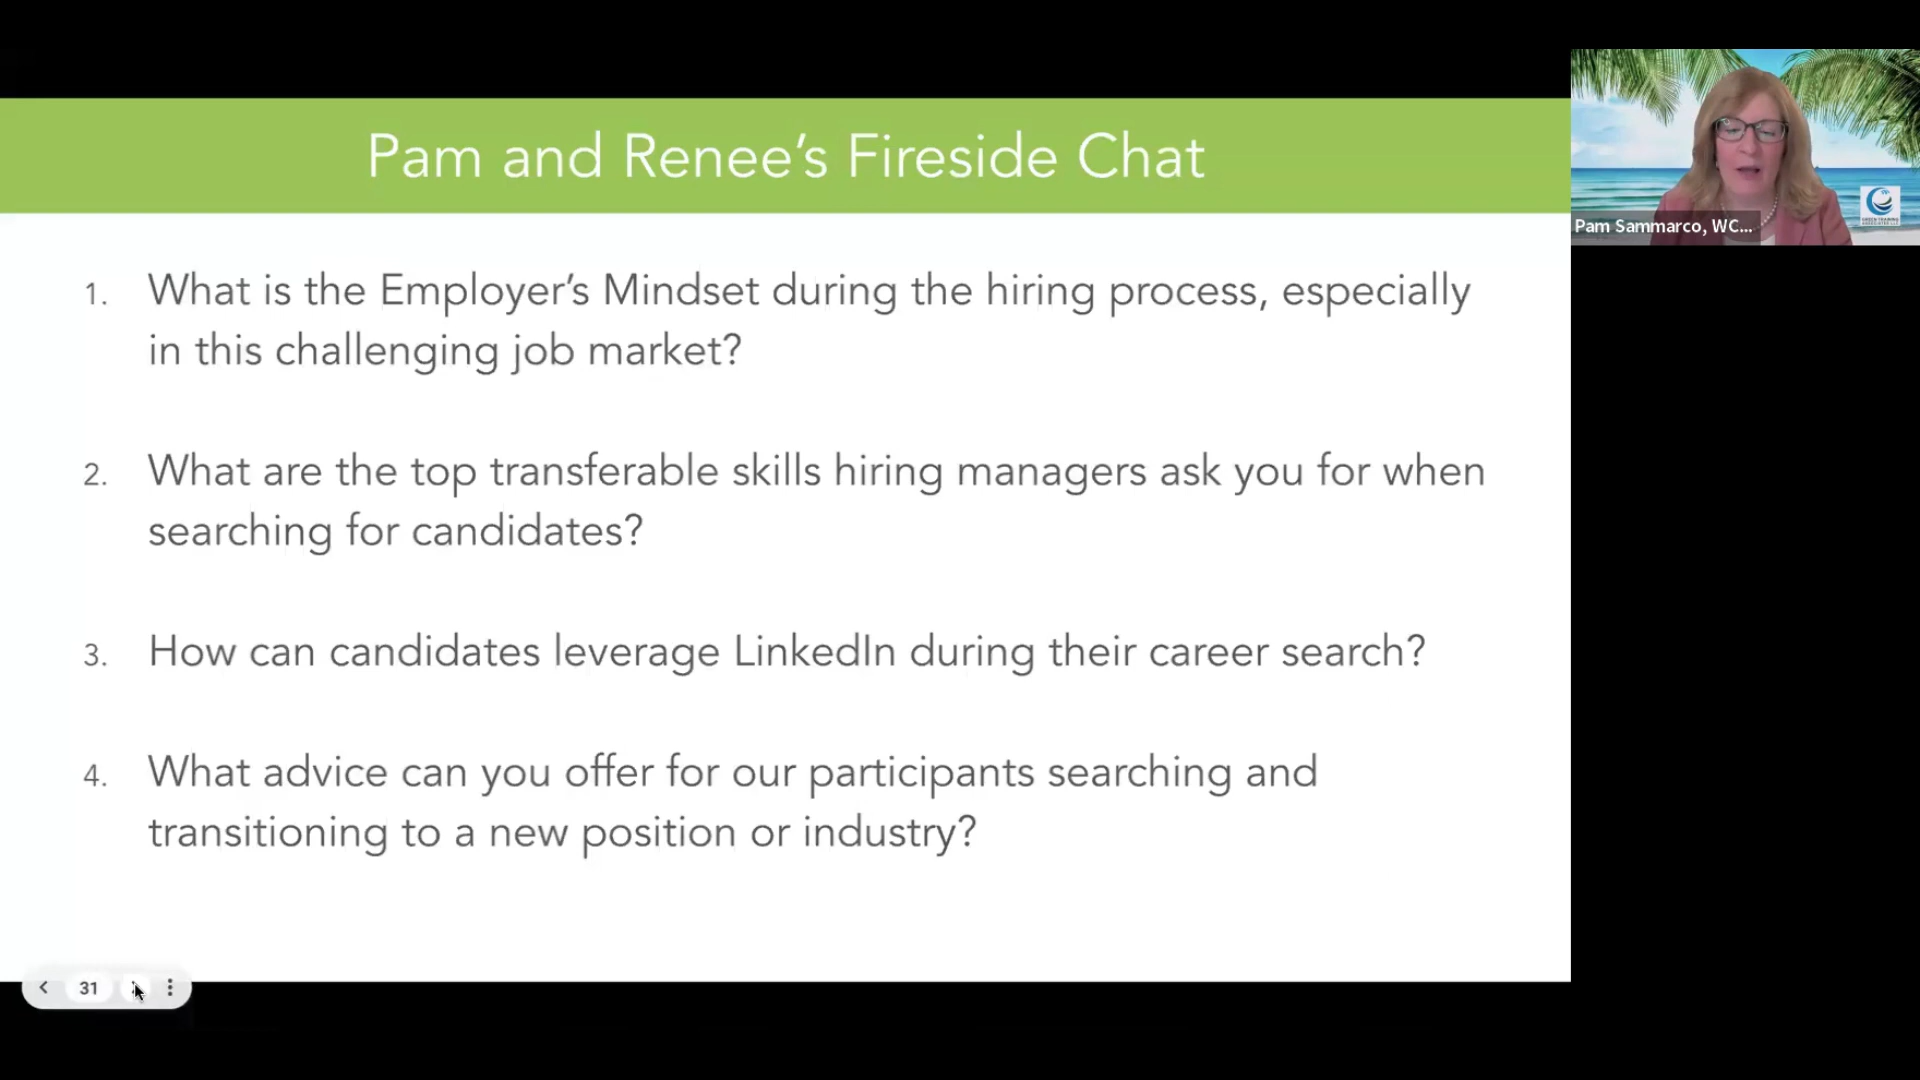 Pam and Renee's Fireside Chat
Pam Sammarco, WC...
1. What is the Employer's Mindset during the hiring process, especially
in this challenging job market?
2. What are the top transferable skills hiring managers ask you for when
searching for candidates?
3. How can candidates leverage LinkedIn during their career search?
4. What advice can you offer for our participants searching and
transitioning to a new position or industry?
31